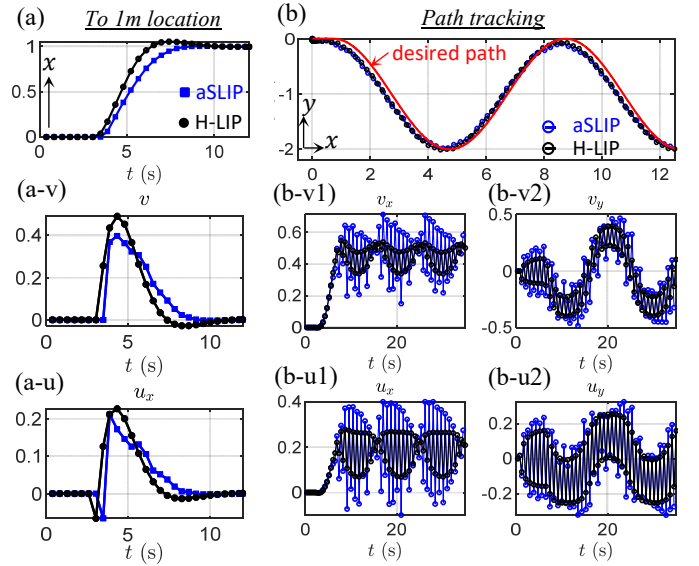 (a) To 1m location
1
0.5
0
x
aSLIP
H-LIP
0 5 10
t (s)
(b) Path tracking
0
-1
-2
desired path
y
x
aSLIP
H-LIP
0 2 4 6 8 10 12
(a-v) v
0.4
0.2
0
0 5 10
t (s)
(b-v1) v_x
0.6
0.4
0.2
0
0 20
t (s)
(b-v2) v_y
0.5
0
-0.5
0 20
t (s)
(a-u) u_x
0.2
0.1
0
0 5 10
t (s)
(b-u1) u_x
0.4
0.2
0
0 20
t (s)
(b-u2) u_y
0.2
0
-0.2
0 20
t (s)